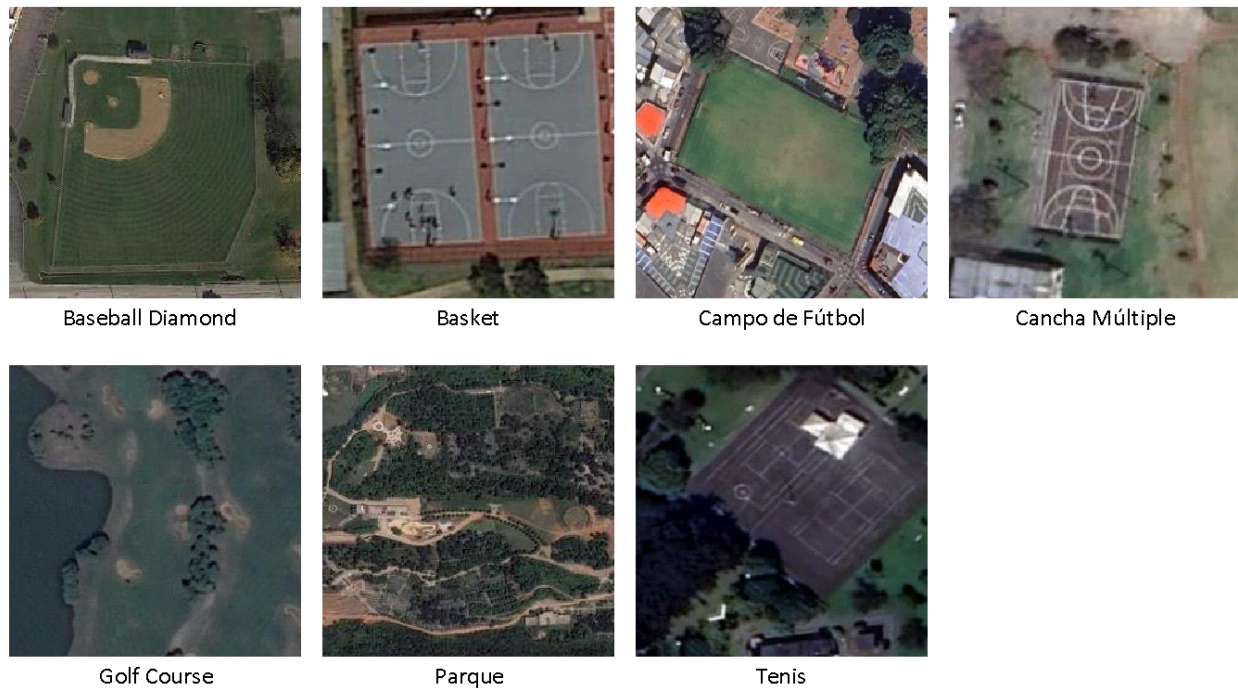 Baseball Diamond
Basket
Campo de Fútbol
Cancha Múltiple
Golf Course
Parque
Tenis